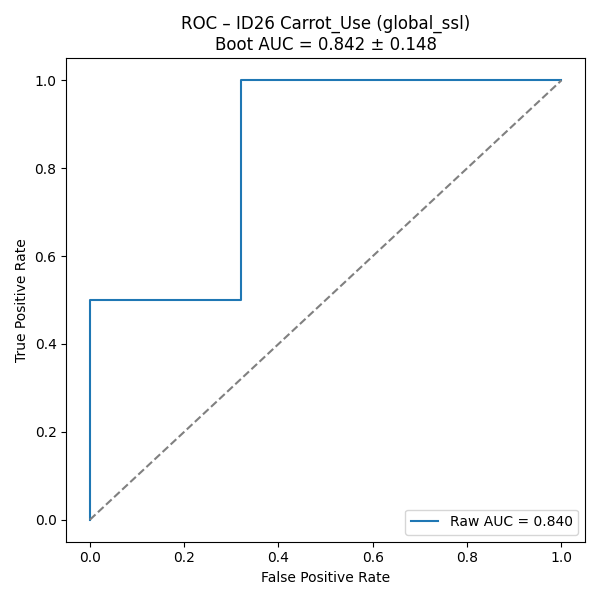 ROC – ID26 Carrot_Use (global_ssl)
Boot AUC = 0.842 ± 0.148
1.0
0.8
0.6
0.4
0.2
0.0
True Positive Rate
Raw AUC = 0.840
0.0 0.2 0.4 0.6 0.8 1.0
False Positive Rate